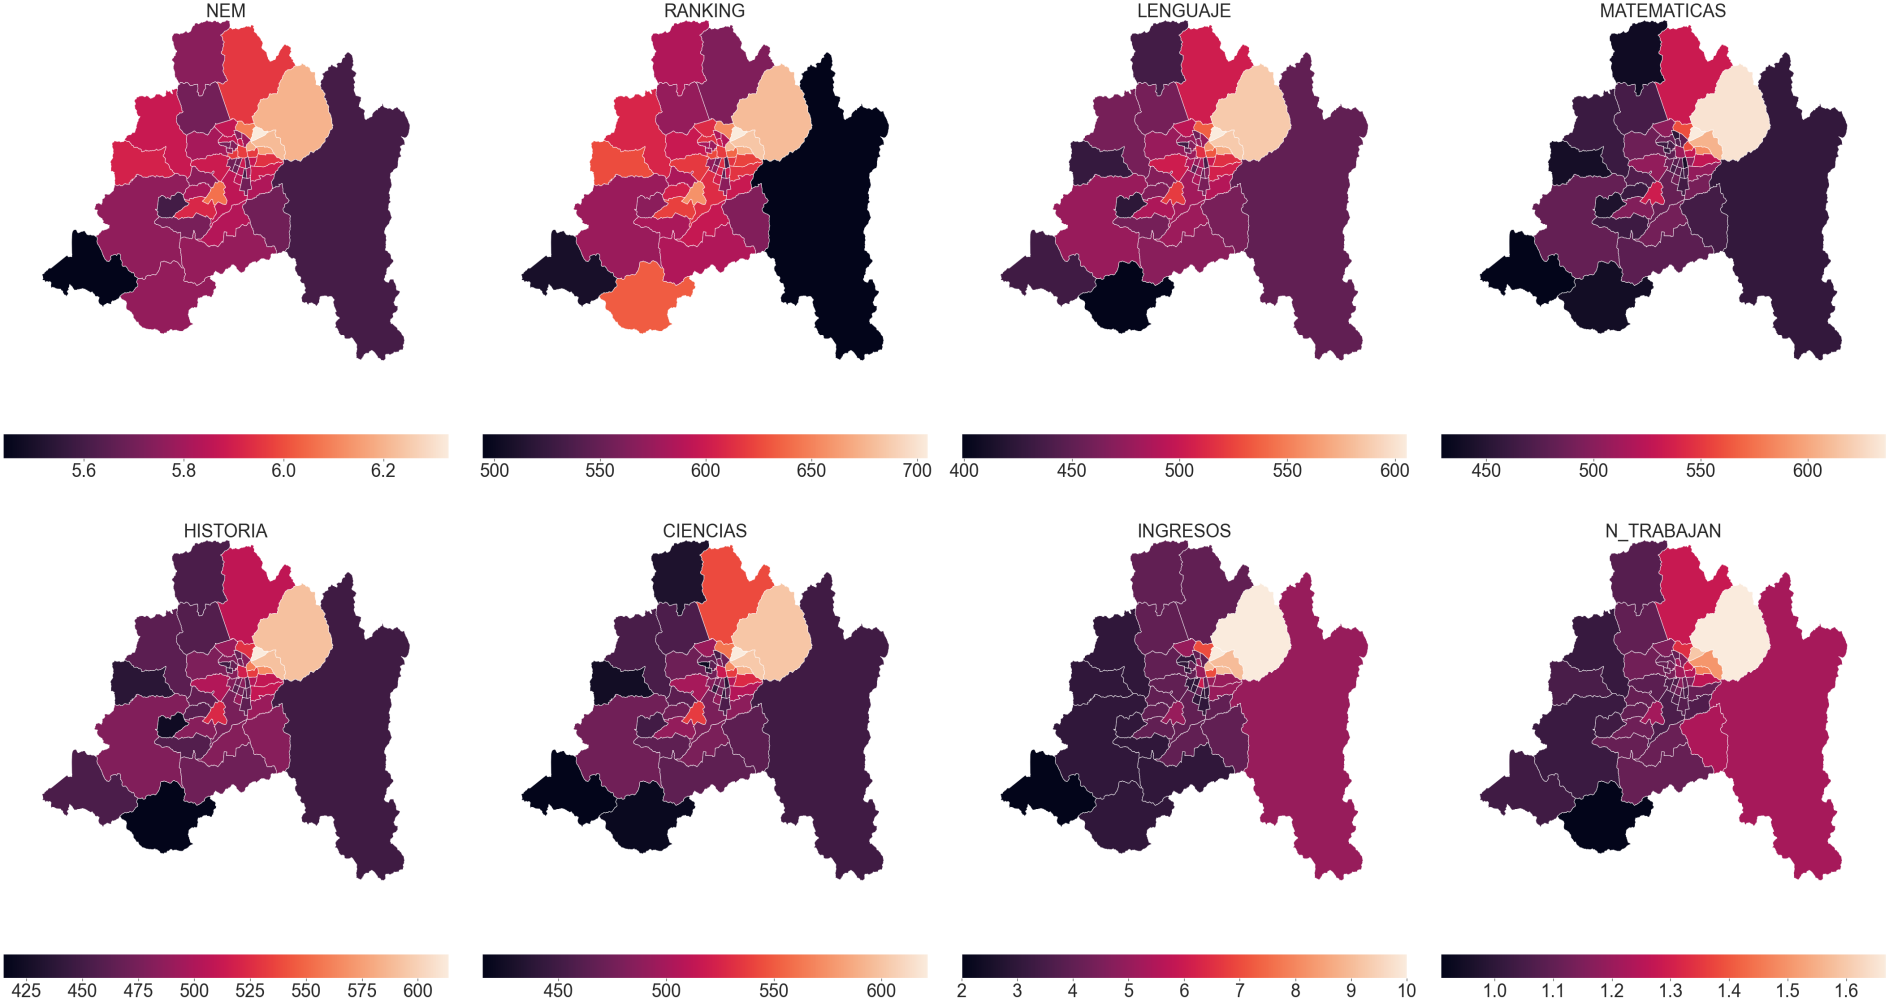 NEM
RANKING
LENGUAJE
MATEMATICAS
5.6 5.8 6.0 6.2
500 550 600 650 700
400 450 500 550 600
450 500 550 600
HISTORIA
CIENCIAS
INGRESOS
N_TRABAJAN
425 450 475 500 525 550 575 600
450 500 550 600
2 3 4 5 6 7 8 9 10
1.0 1.1 1.2 1.3 1.4 1.5 1.6